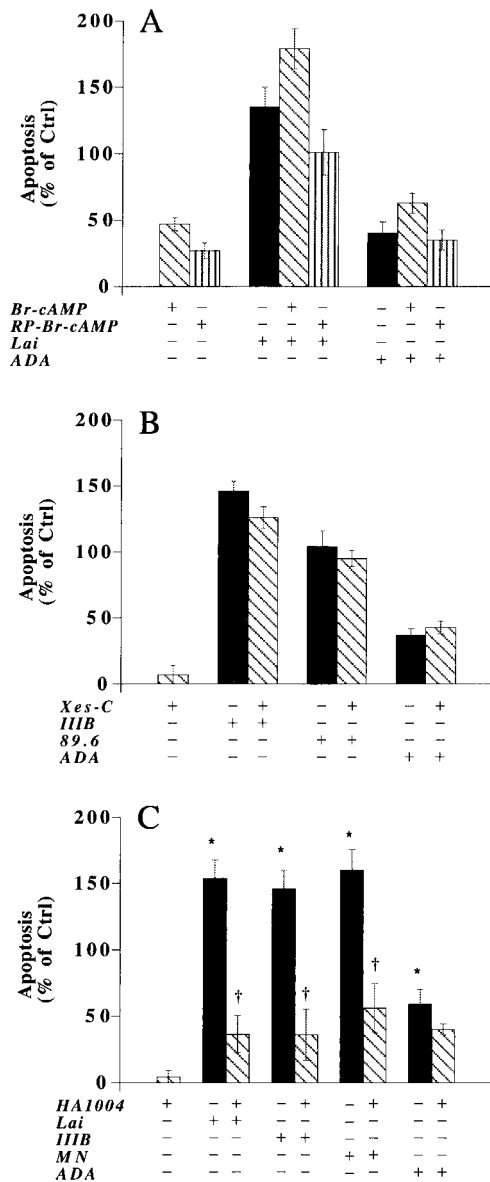 A
200
150
100
50
0
Apoptosis
(% of Ctrl)
Br-cAMP + − − + − − + −
RP-Br-cAMP − + − − + − − +
Lai − − + + + − − −
ADA − − − − − + + +
B
200
150
100
50
0
Apoptosis
(% of Ctrl)
Xes-C + − + − + − +
IIIB − + + − − − −
89.6 − − − + + − −
ADA − − − − − + +
C
200
150
100
50
0
Apoptosis
(% of Ctrl)
* † * † * † *
HA1004 + − + − + − + − +
Lai − + + − − − − − −
IIIB − − − + + − − − −
MN − − − − − + + − −
ADA − − − − − − − + +